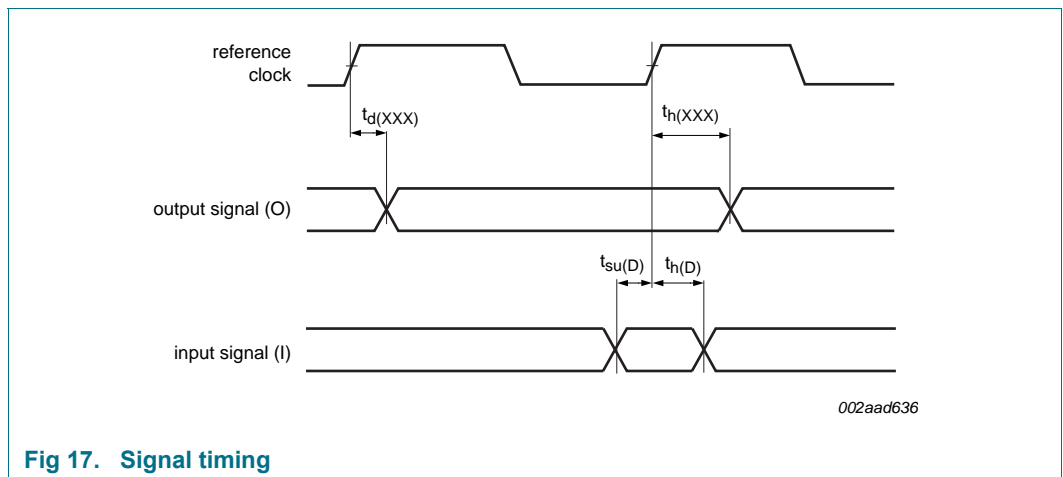 reference
clock
td(XXX)
th(XXX)
output signal (O)
tsu(D)
th(D)
input signal (I)
002aad636
Fig 17. Signal timing